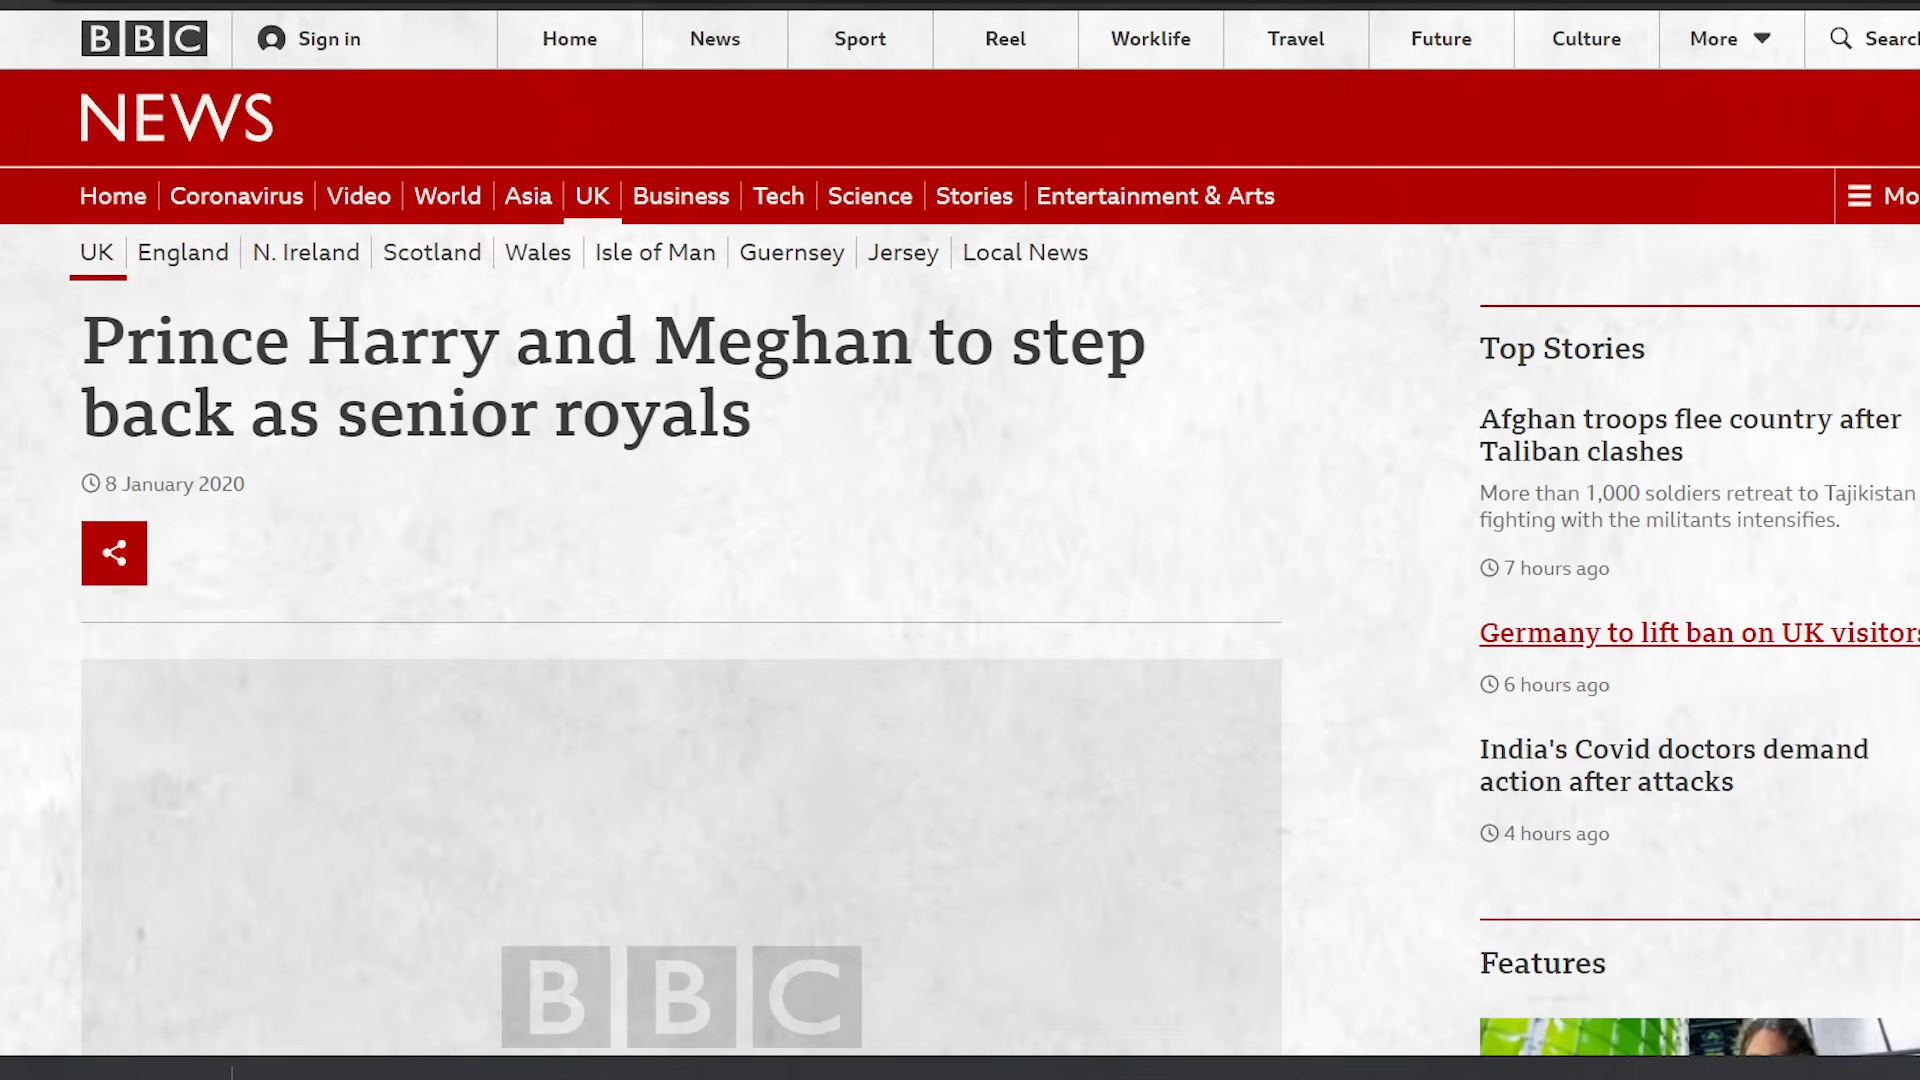 BBC
Sign in
Home
News
Sport
Reel
Worklife
Travel
Future
Culture
More
NEWS
Home
Coronavirus
Video
World
Asia
UK
Business
Tech
Science
Stories
Entertainment & Arts
UK
England
N. Ireland
Scotland
Wales
Isle of Man
Guernsey
Jersey
Local News
Prince Harry and Meghan to step
back as senior royals
8 January 2020
BBC
Top Stories
Afghan troops flee country after
Taliban clashes
More than 1,000 soldiers retreat to Tajikistan
fighting with the militants intensifies.
7 hours ago
Germany to lift ban on UK visitors
6 hours ago
India's Covid doctors demand
action after attacks
4 hours ago
Features